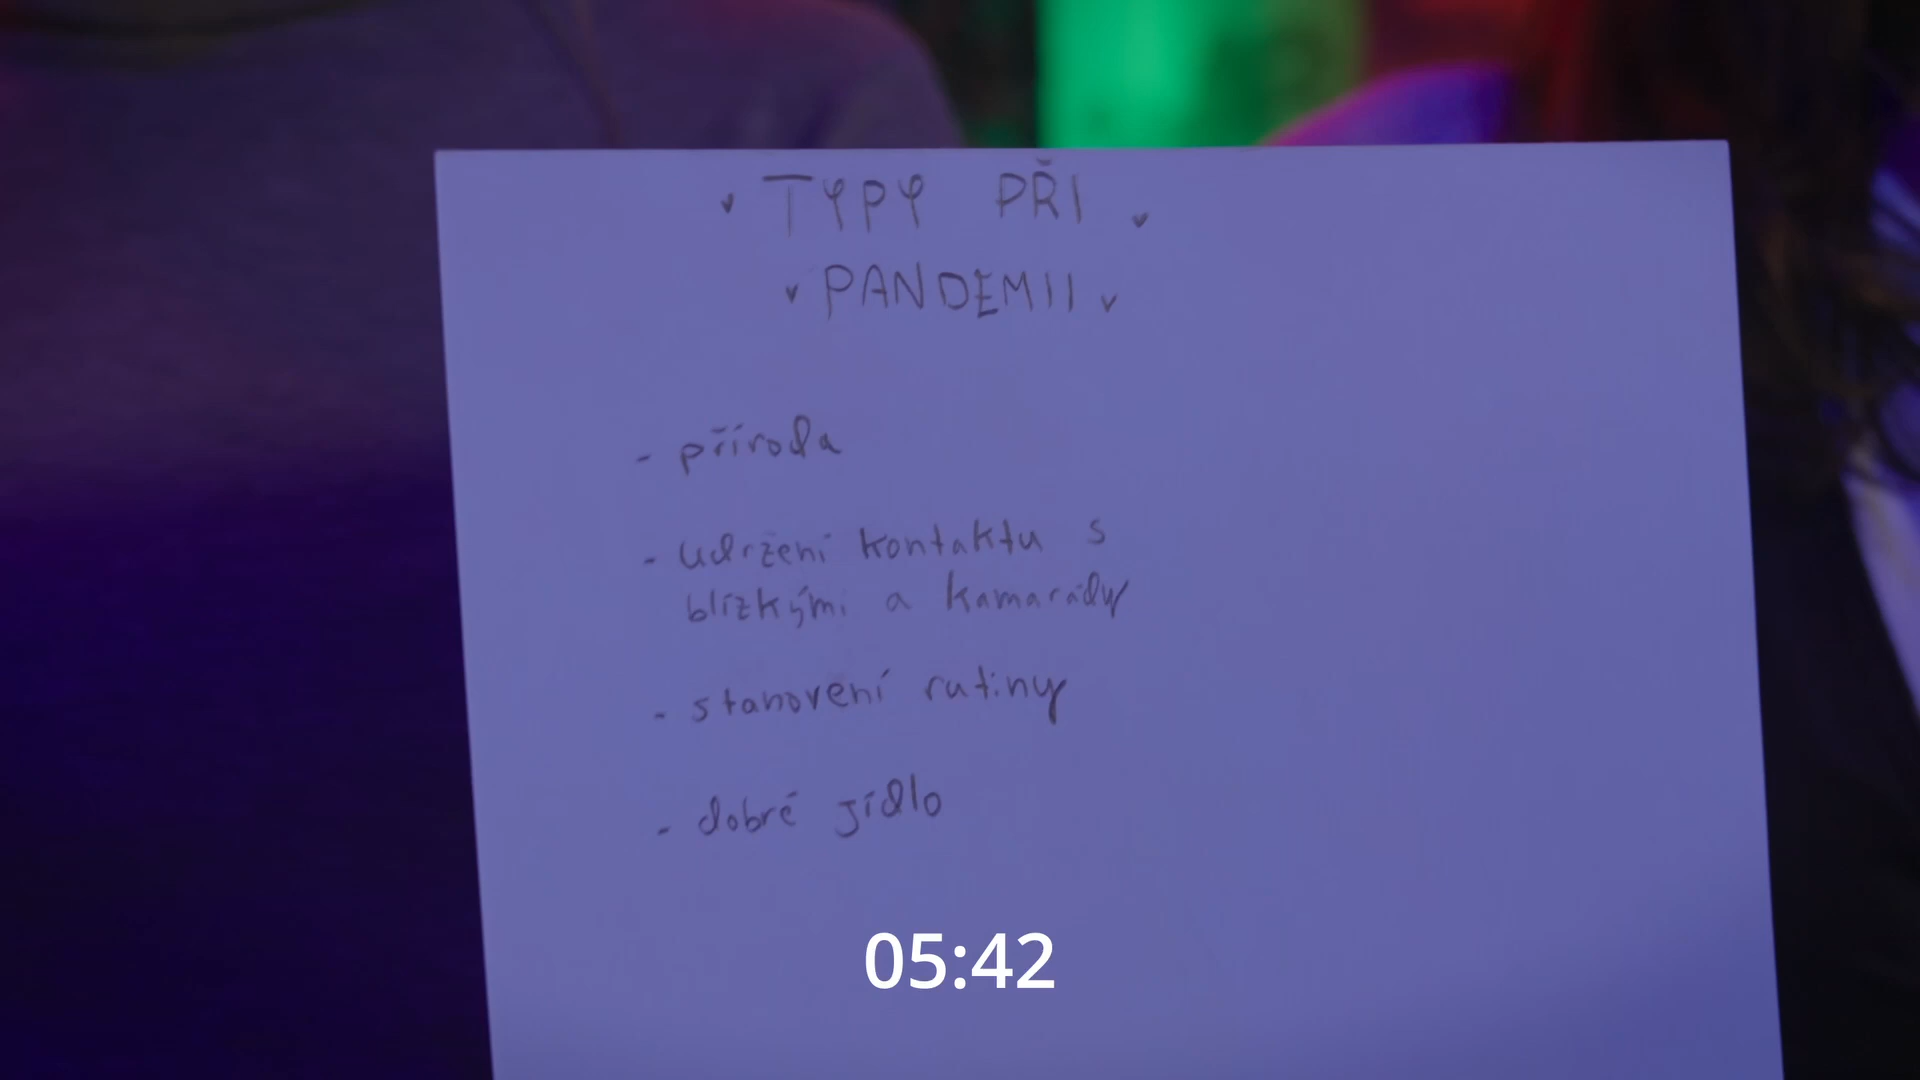 TYPY PŘI
PANDEMII
- příroda
- udržení kontaktu s
blízkými a kamarády
- stanovení rutiny
- dobré jídlo
05:42